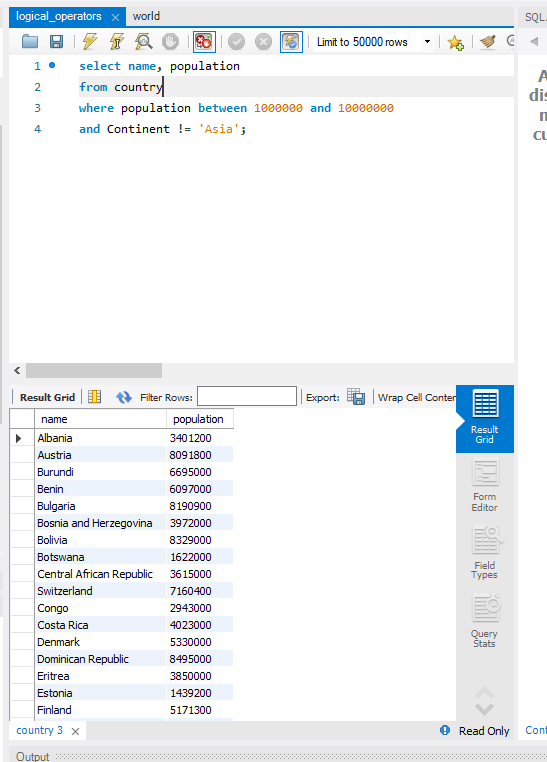 logical_operators × world
SQL
Limit to 50000 rows
1 select name, population
2 from country
3 where population between 1000000 and 10000000
4 and Continent != 'Asia';
A
dis
cu
Result Grid Filter Rows: Export: Wrap Cell Conten
name population
Albania 3401200
Austria 8091800
Burundi 6695000
Benin 6097000
Bulgaria 8190900
Bosnia and Herzegovina 3972000
Bolivia 8329000
Botswana 1622000
Central African Republic 3615000
Switzerland 7160400
Congo 2943000
Costa Rica 4023000
Denmark 5330000
Dominican Republic 8495000
Eritrea 3850000
Estonia 1439200
Finland 5171300
Result
Grid
Form
Editor
Field
Types
Query
Stats
country 3 × Read Only Cont
Output